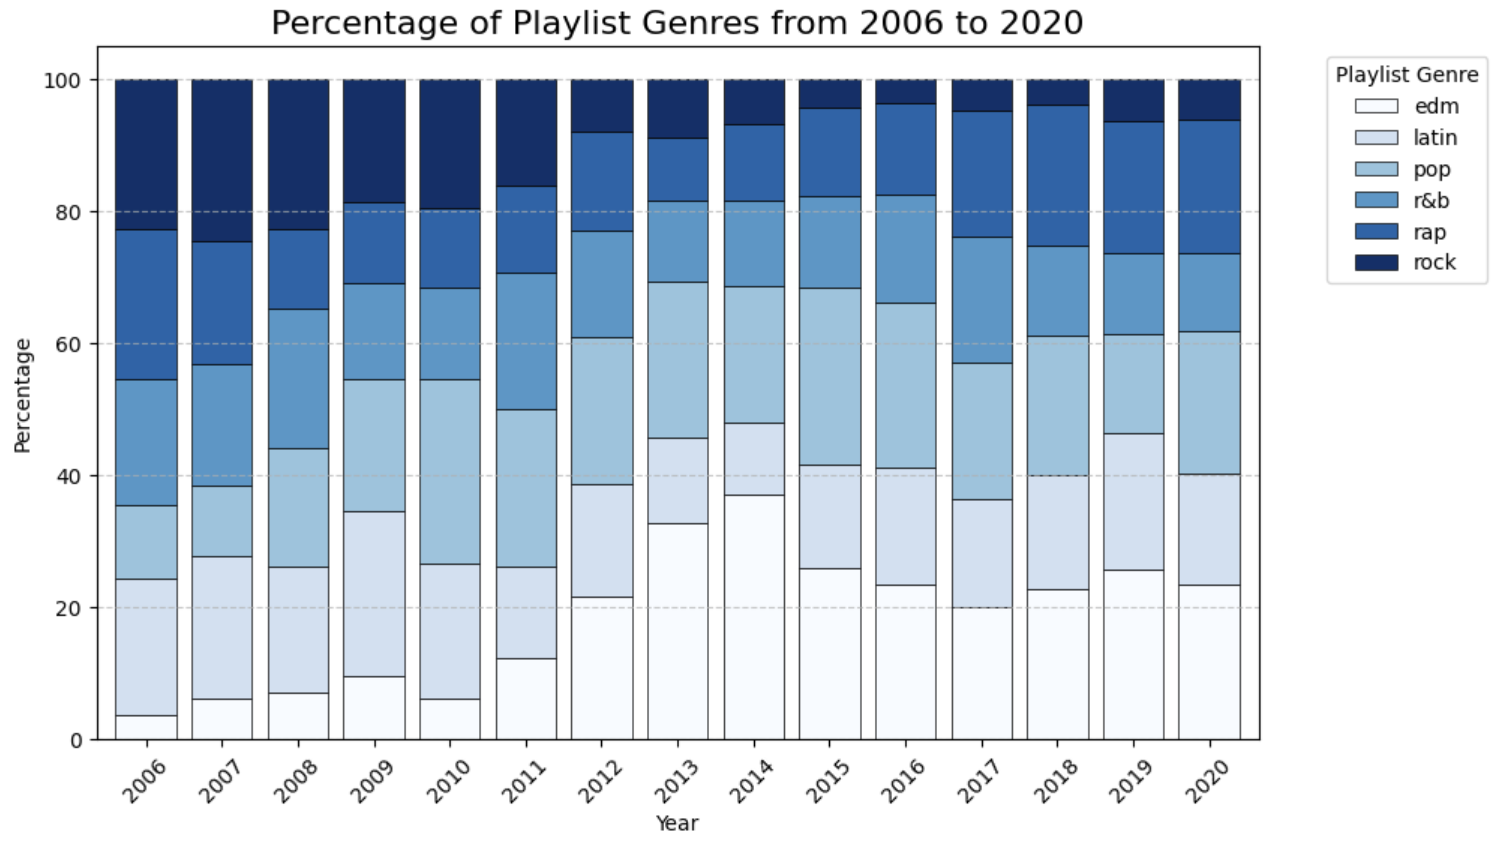 Percentage of Playlist Genres from 2006 to 2020
Playlist Genre
edm
latin
pop
r&b
rap
rock
Percentage
100
80
60
40
20
0
2006 2007 2008 2009 2010 2011 2012 2013 2014 2015 2016 2017 2018 2019 2020
Year